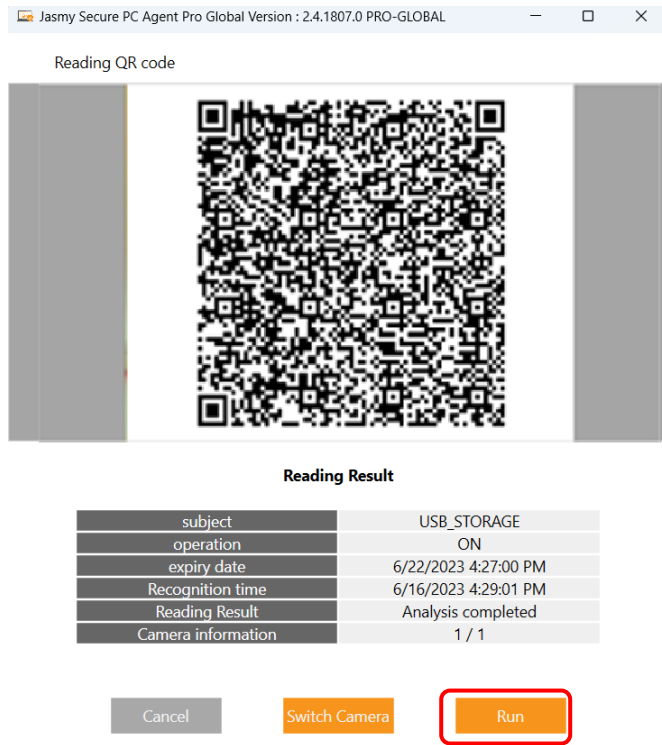 Jasmy Secure PC Agent Pro Global Version : 2.4.1807.0 PRO-GLOBAL
Reading QR code
Reading Result
subject USB_STORAGE
operation ON
expiry date 6/22/2023 4:27:00 PM
Recognition time 6/16/2023 4:29:01 PM
Reading Result Analysis completed
Camera information 1 / 1
Cancel Switch Camera Run